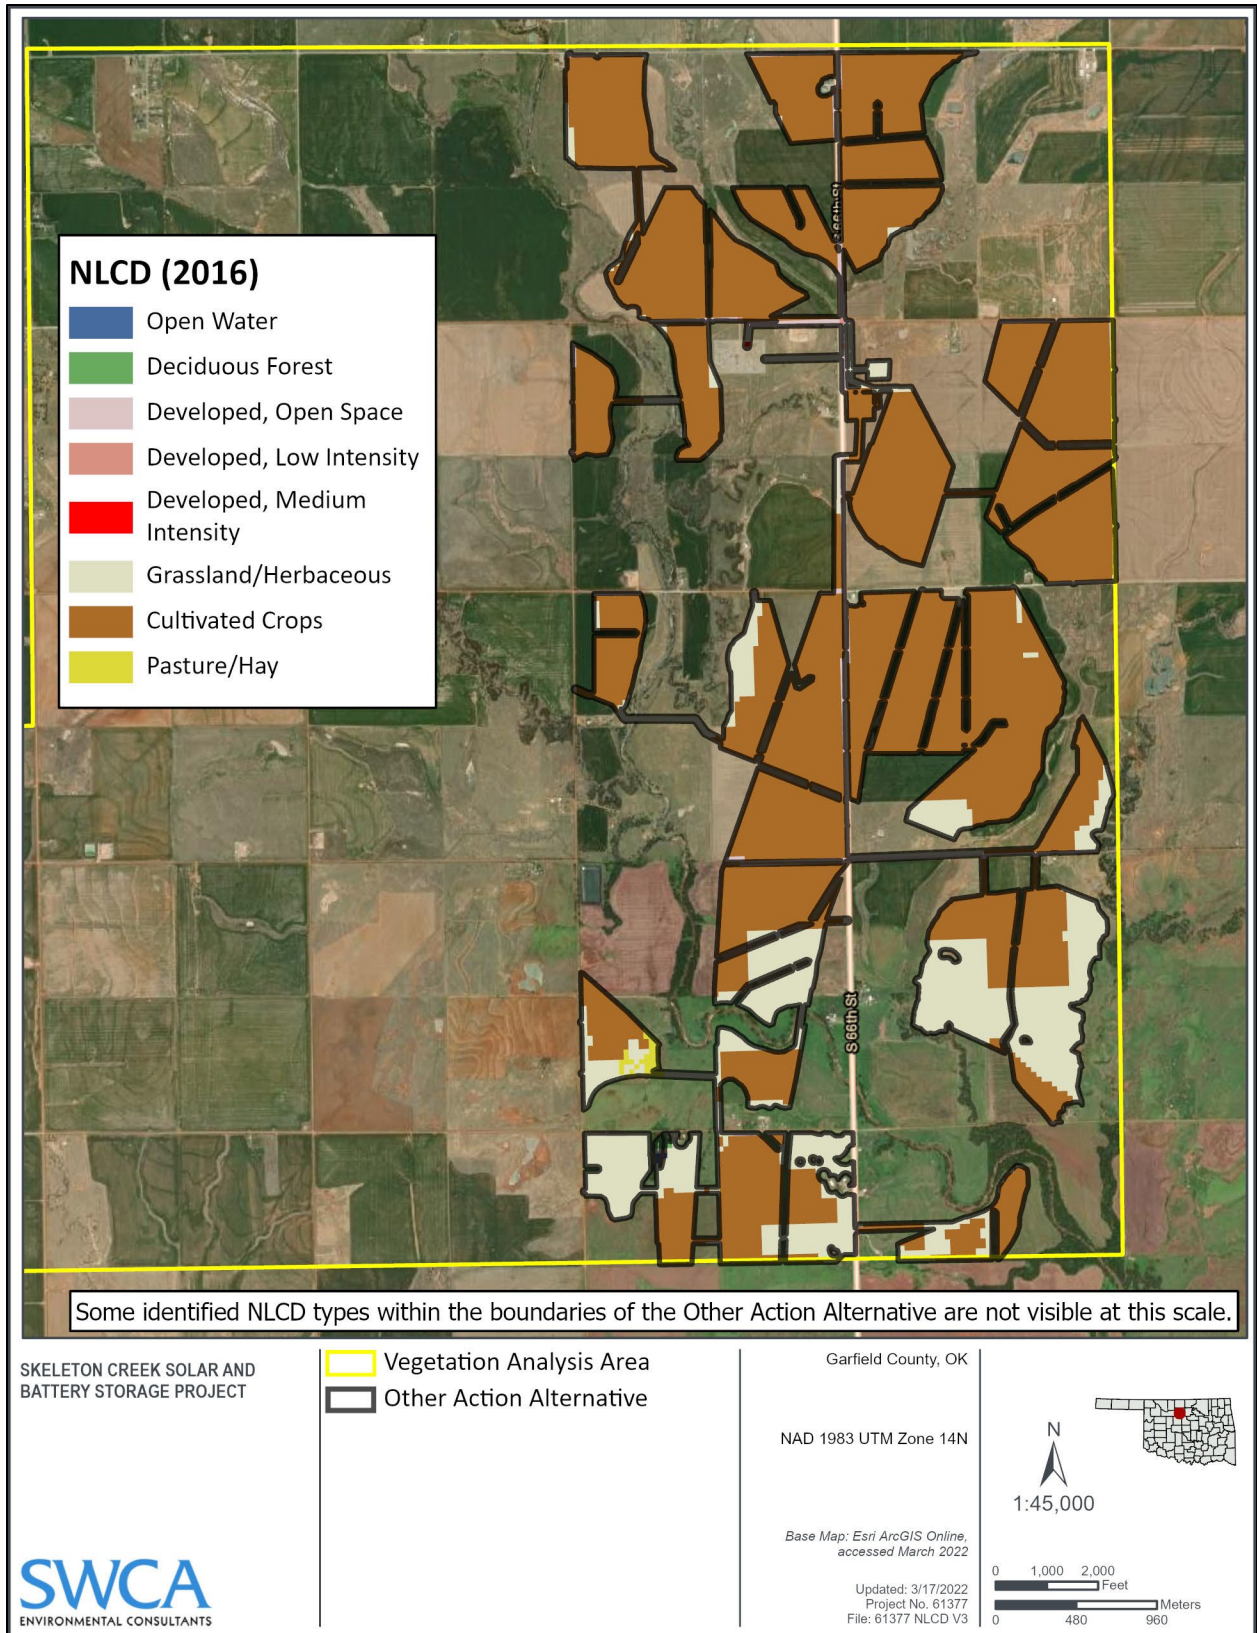 S 66th St
NLCD (2016)
Open Water
Deciduous Forest
Developed, Open Space
Developed, Low Intensity
Developed, Medium
Intensity
Grassland/Herbaceous
Cultivated Crops
Pasture/Hay
S 66th St
Some identified NLCD types within the boundaries of the Other Action Alternative are not visible at this scale.
SKELETON CREEK SOLAR AND
BATTERY STORAGE PROJECT
SWCA
ENVIRONMENTAL CONSULTANTS
Vegetation Analysis Area
Other Action Alternative
Garfield County, OK
NAD 1983 UTM Zone 14N
Base Map: Esri ArcGIS Online,
accessed March 2022
Updated: 3/17/2022
Project No. 61377
File: 61377 NLCD V3
N
1:45,000
0 1,000 2,000
Feet
Meters
0 480 960